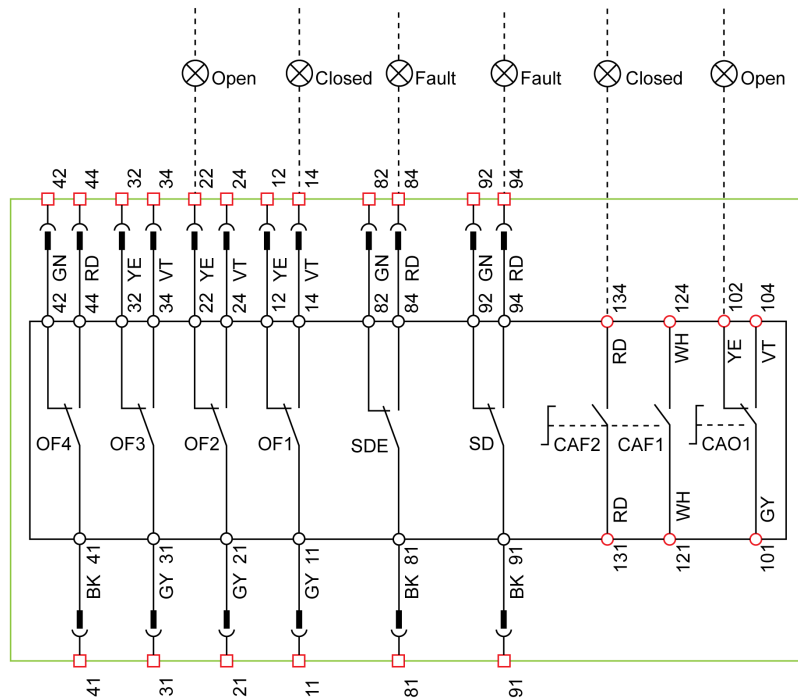 Open
Closed
Fault
Fault
Closed
Open
42
44
32
34
22
24
12
14
82
84
92
94
GN
RD
YE
VT
YE
VT
YE
VT
GN
RD
GN
RD
42
44
32
34
22
24
12
14
82
84
92
94
134
124
102
104
RD
WH
YE
VT
OF4
OF3
OF2
OF1
SDE
SD
CAF2
CAF1
CAO1
RD
WH
GY
41
31
21
11
81
91
131
121
101
BK
GY
GY
GY
BK
BK
41
31
21
11
81
91